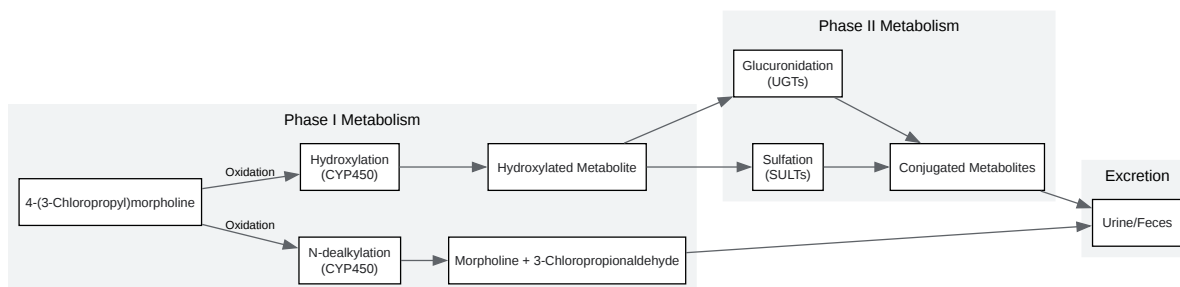 Phase II Metabolism
Glucuronidation
(UGTs)
Phase I Metabolism
Oxidation
Hydroxylation
(CYP450)
Hydroxylated Metabolite
Sulfation
(SULTs)
Conjugated Metabolites
Excretion
4-(3-Chloropropyl)morpholine
Urine/Feces
Oxidation
N-dealkylation
(CYP450)
Morpholine + 3-Chloropropionaldehyde